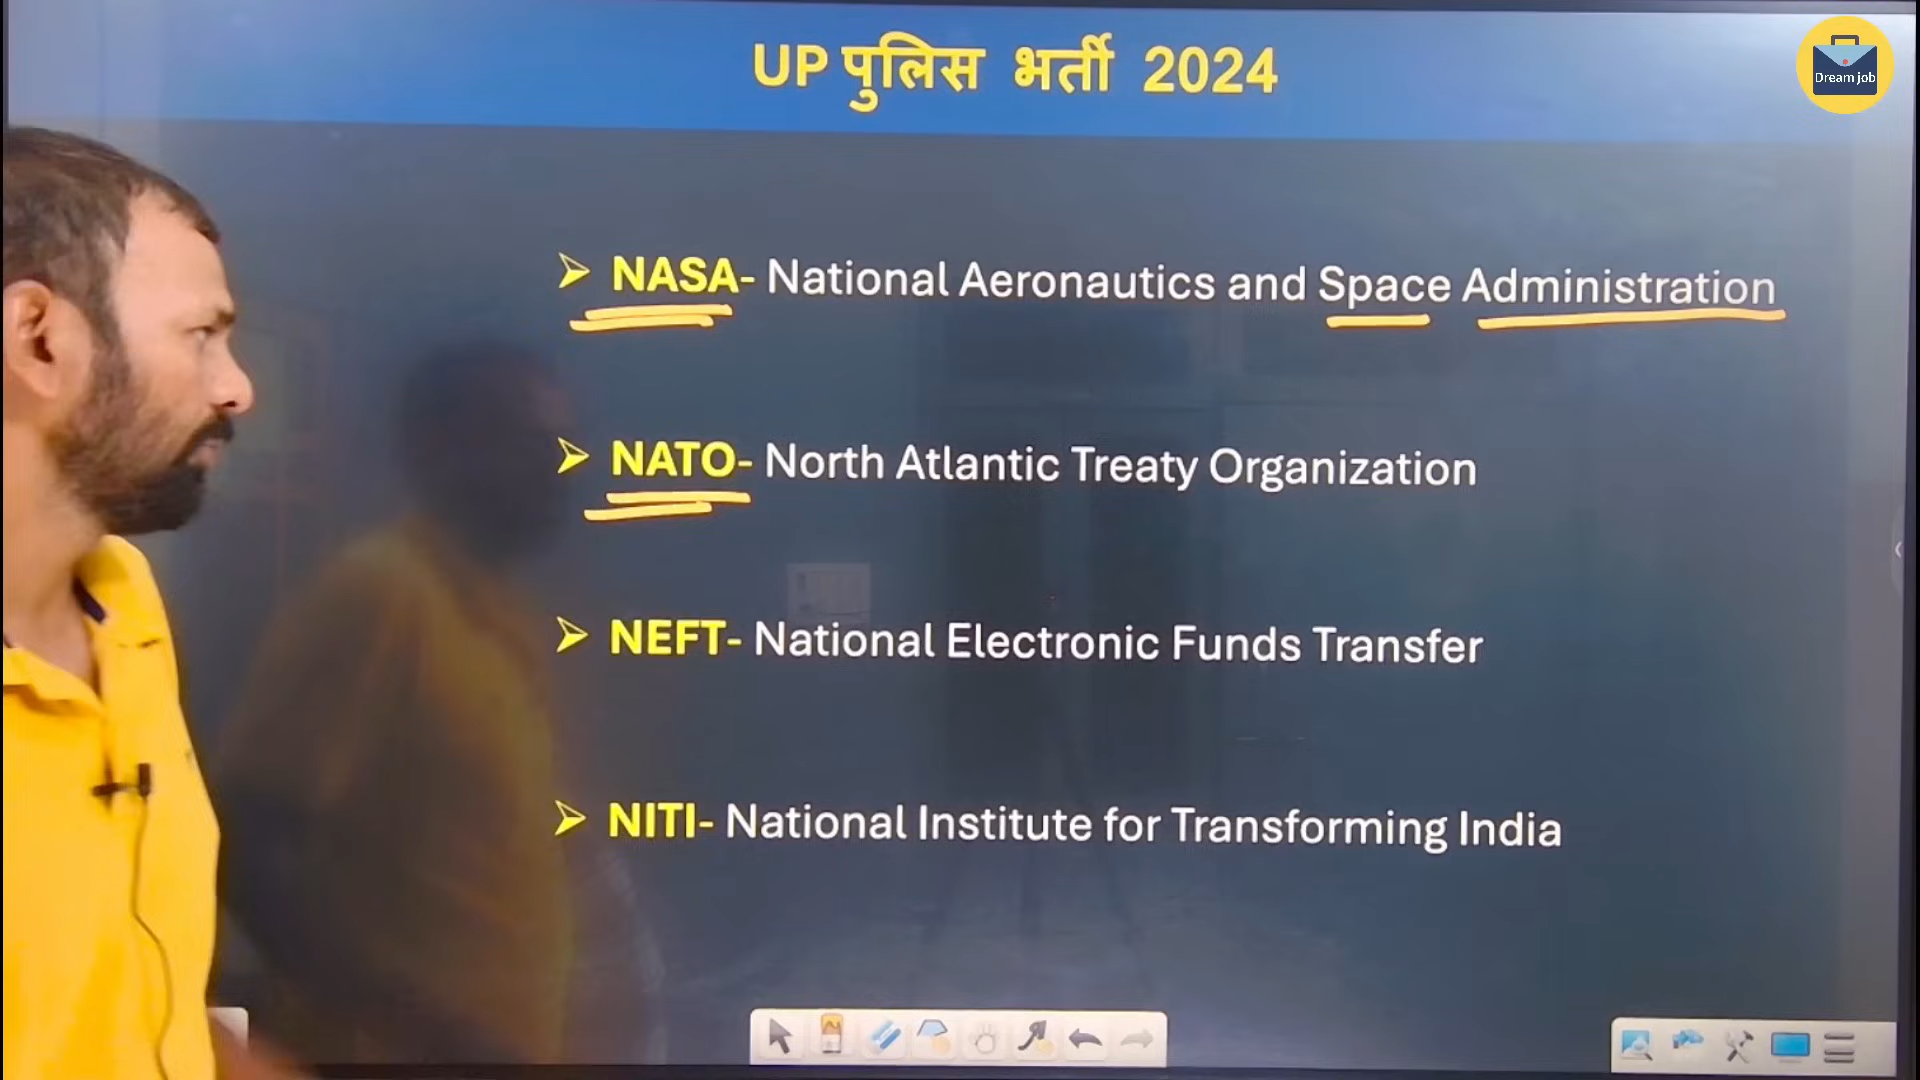 UP पुलिस भर्ती 2024
Dream job
➢ NASA- National Aeronautics and Space Administration
➢ NATO- North Atlantic Treaty Organization
➢ NEFT- National Electronic Funds Transfer
➢ NITI- National Institute for Transforming India